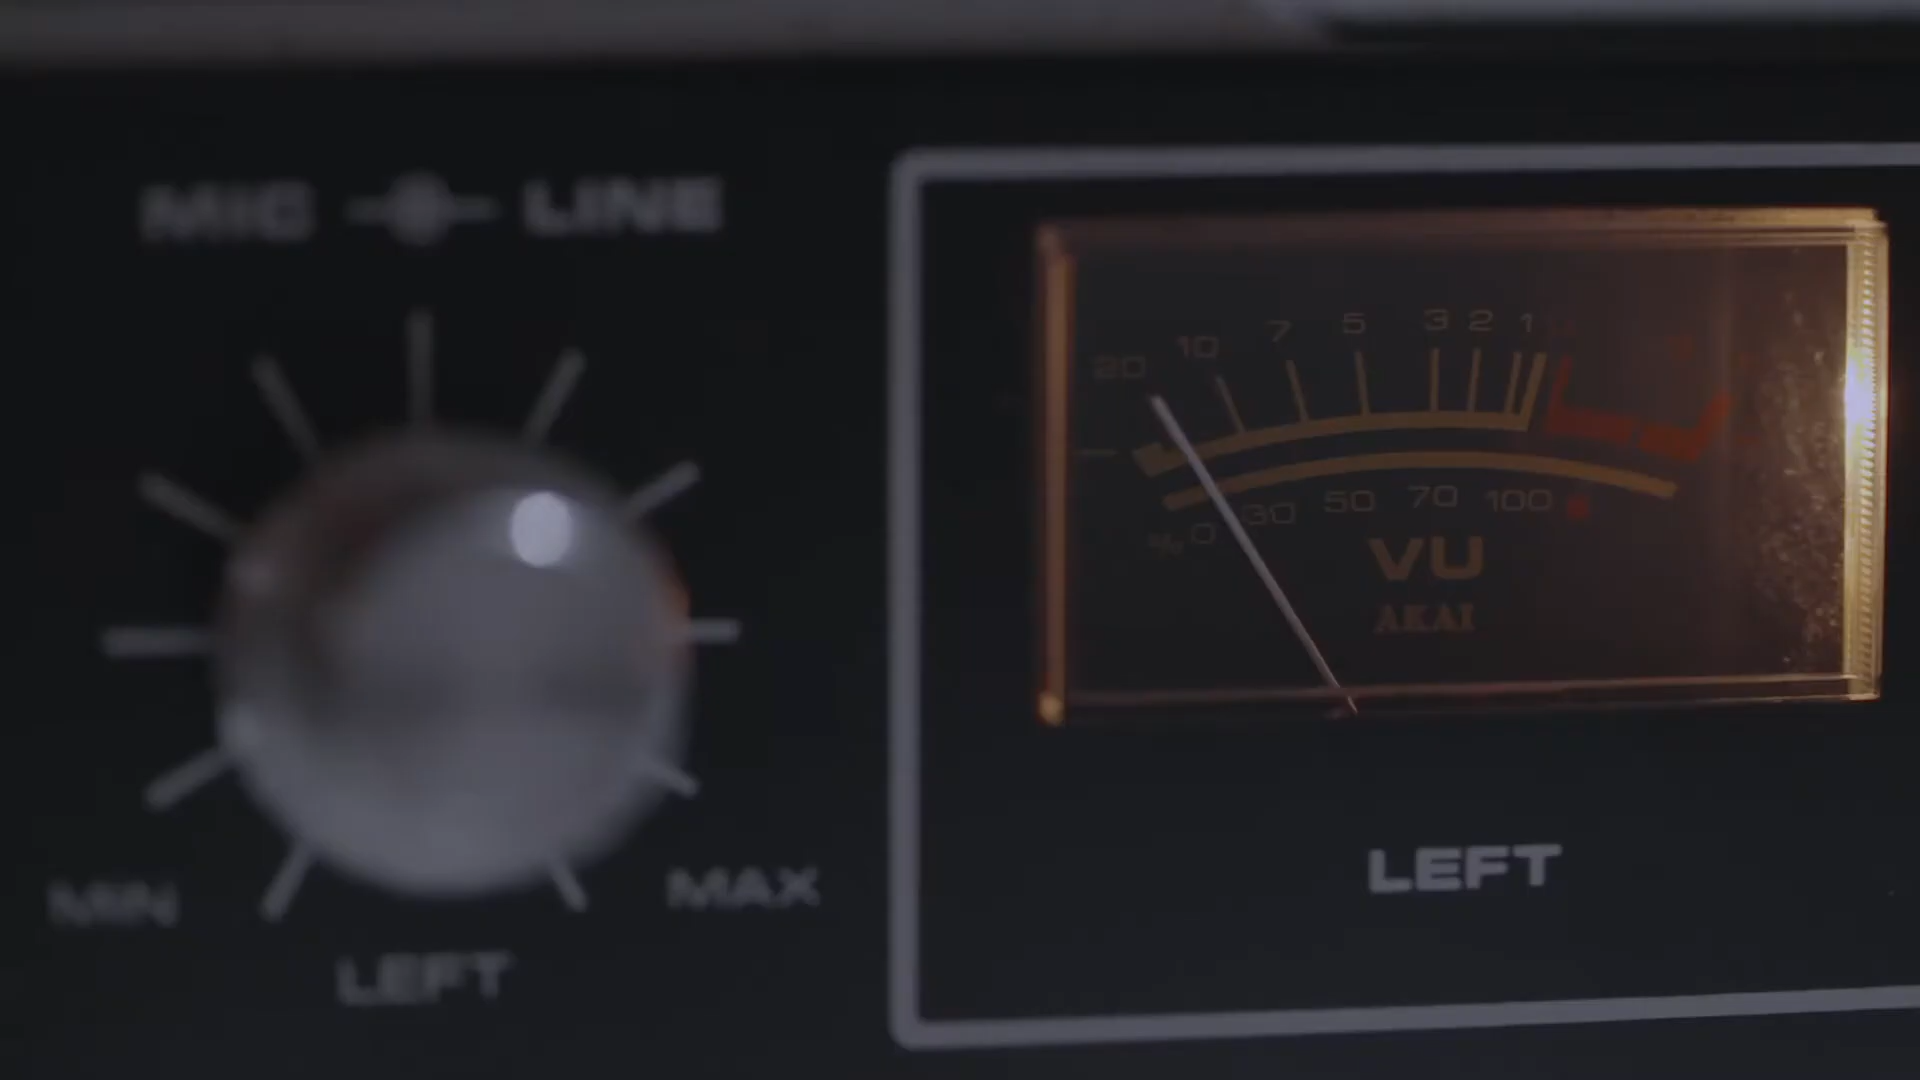 MIC LINE
MIN MAX
LEFT
20 10 7 5 3 2 1 0
% 0 30 50 70 100
VU
AKAI
LEFT